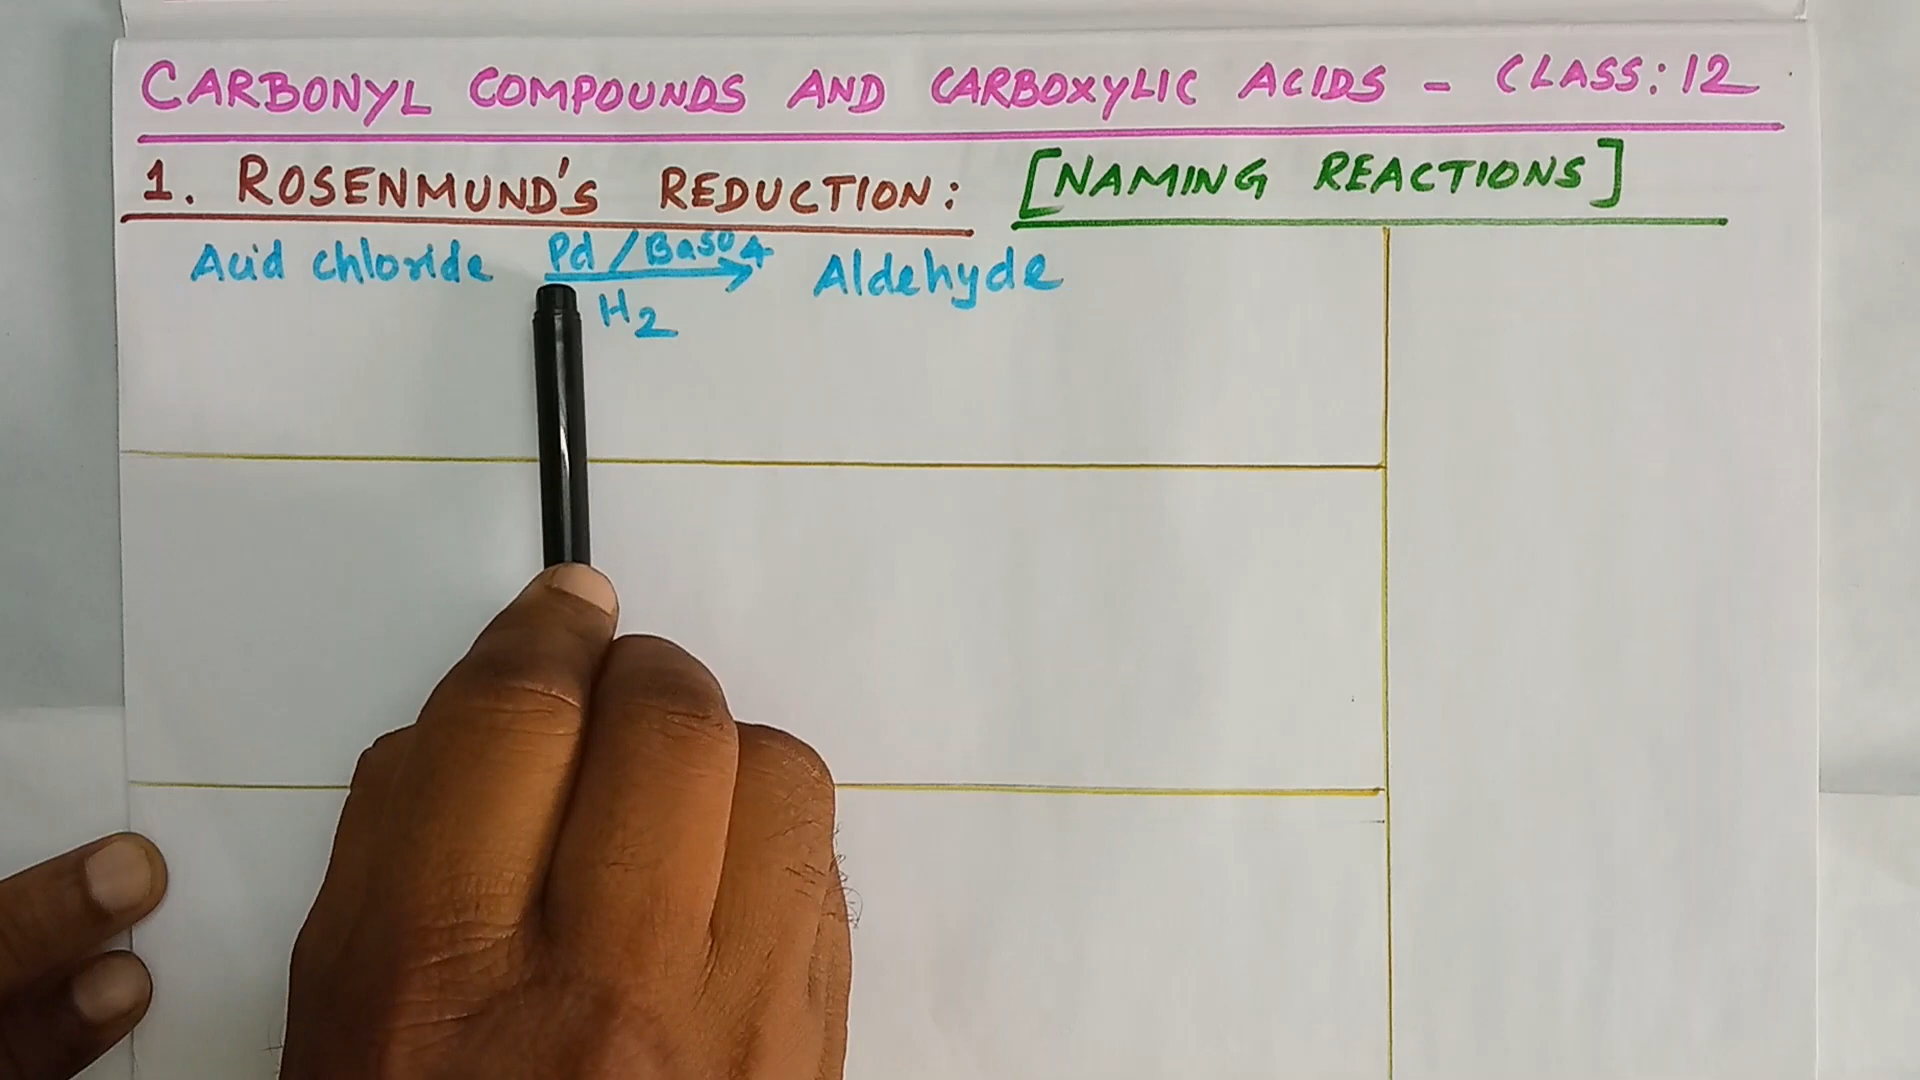 CARBONYL COMPOUNDS AND CARBOXYLIC ACIDS - CLASS: 12
1. ROSENMUND'S REDUCTION: [NAMING REACTIONS]
Acid chloride Pd/BaSO4 Aldehyde
H2